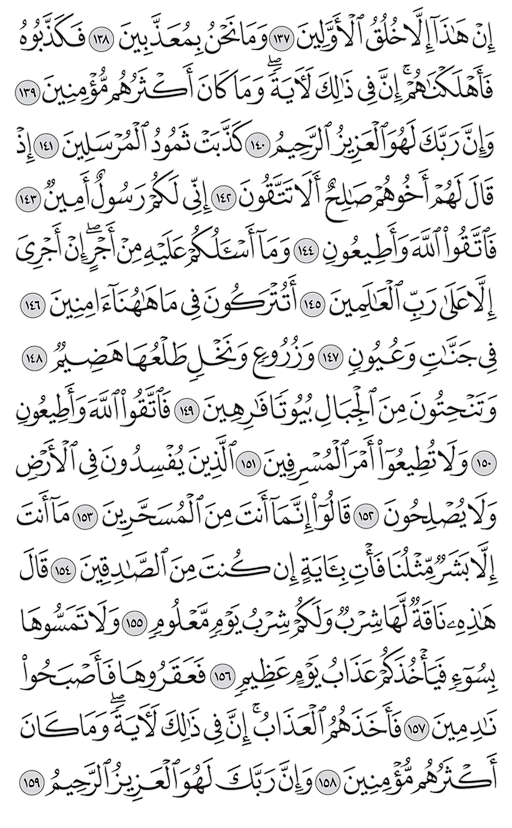 إِنْ هَٰذَآ إِلَّا خُلُقُ ٱلْأَوَّلِينَ ١٣٧ وَمَا نَحْنُ بِمُعَذَّبِينَ ١٣٨ فَكَذَّبُوهُ
فَأَهْلَكْنَٰهُمْ ۗ إِنَّ فِى ذَٰلِكَ لَءَايَةً ۖ وَمَا كَانَ أَكْثَرُهُم مُّؤْمِنِينَ ١٣٩
وَإِنَّ رَبَّكَ لَهُوَ ٱلْعَزِيزُ ٱلرَّحِيمُ ١٤٠ كَذَّبَتْ ثَمُودُ ٱلْمُرْسَلِينَ ١٤١ إِذْ
قَالَ لَهُمْ أَخُوهُمْ صَٰلِحٌ أَلَا تَتَّقُونَ ١٤٢ إِنِّى لَكُمْ رَسُولٌ أَمِينٌ ١٤٣
فَٱتَّقُوا۟ ٱللَّهَ وَأَطِيعُونِ ١٤٤ وَمَآ أَسْـَٔلُكُمْ عَلَيْهِ مِنْ أَجْرٍ ۖ إِنْ أَجْرِىَ
إِلَّا عَلَىٰ رَبِّ ٱلْعَٰلَمِينَ ١٤٥ أَتُتْرَكُونَ فِى مَا هَٰهُنَآ ءَامِنِينَ ١٤٦
فِى جَنَّٰتٍ وَعُيُونٍ ١٤٧ وَزُرُوعٍ وَنَخْلٍ طَلْعُهَا هَضِيمٌ ١٤٨
وَتَنْحِتُونَ مِنَ ٱلْجِبَالِ بُيُوتًا فَٰرِهِينَ ١٤٩ فَٱتَّقُوا۟ ٱللَّهَ وَأَطِيعُونِ
١٥٠ وَلَا تُطِيعُوٓا۟ أَمْرَ ٱلْمُسْرِفِينَ ١٥١ ٱلَّذِينَ يُفْسِدُونَ فِى ٱلْأَرْضِ
وَلَا يُصْلِحُونَ ١٥٢ قَالُوٓا۟ إِنَّمَآ أَنتَ مِنَ ٱلْمُسَحَّرِينَ ١٥٣ مَآ أَنتَ
إِلَّا بَشَرٌ مِّثْلُنَا فَأْتِ بِـَٔايَةٍ إِن كُنتَ مِنَ ٱلصَّٰدِقِينَ ١٥٤ قَالَ
هَٰذِهِۦ نَاقَةٌ لَّهَا شِرْبٌ وَلَكُمْ شِرْبُ يَوْمٍ مَّعْلُومٍ ١٥٥ وَلَا تَمَسُّوهَا
بِسُوٓءٍ فَيَأْخُذَكُمْ عَذَابُ يَوْمٍ عَظِيمٍ ١٥٦ فَعَقَرُوهَا فَأَصْبَحُوا۟
نَٰدِمِينَ ١٥٧ فَأَخَذَهُمُ ٱلْعَذَابُ ۗ إِنَّ فِى ذَٰلِكَ لَءَايَةً ۖ وَمَا كَانَ
أَكْثَرُهُم مُّؤْمِنِينَ ١٥٨ وَإِنَّ رَبَّكَ لَهُوَ ٱلْعَزِيزُ ٱلرَّحِيمُ ١٥٩